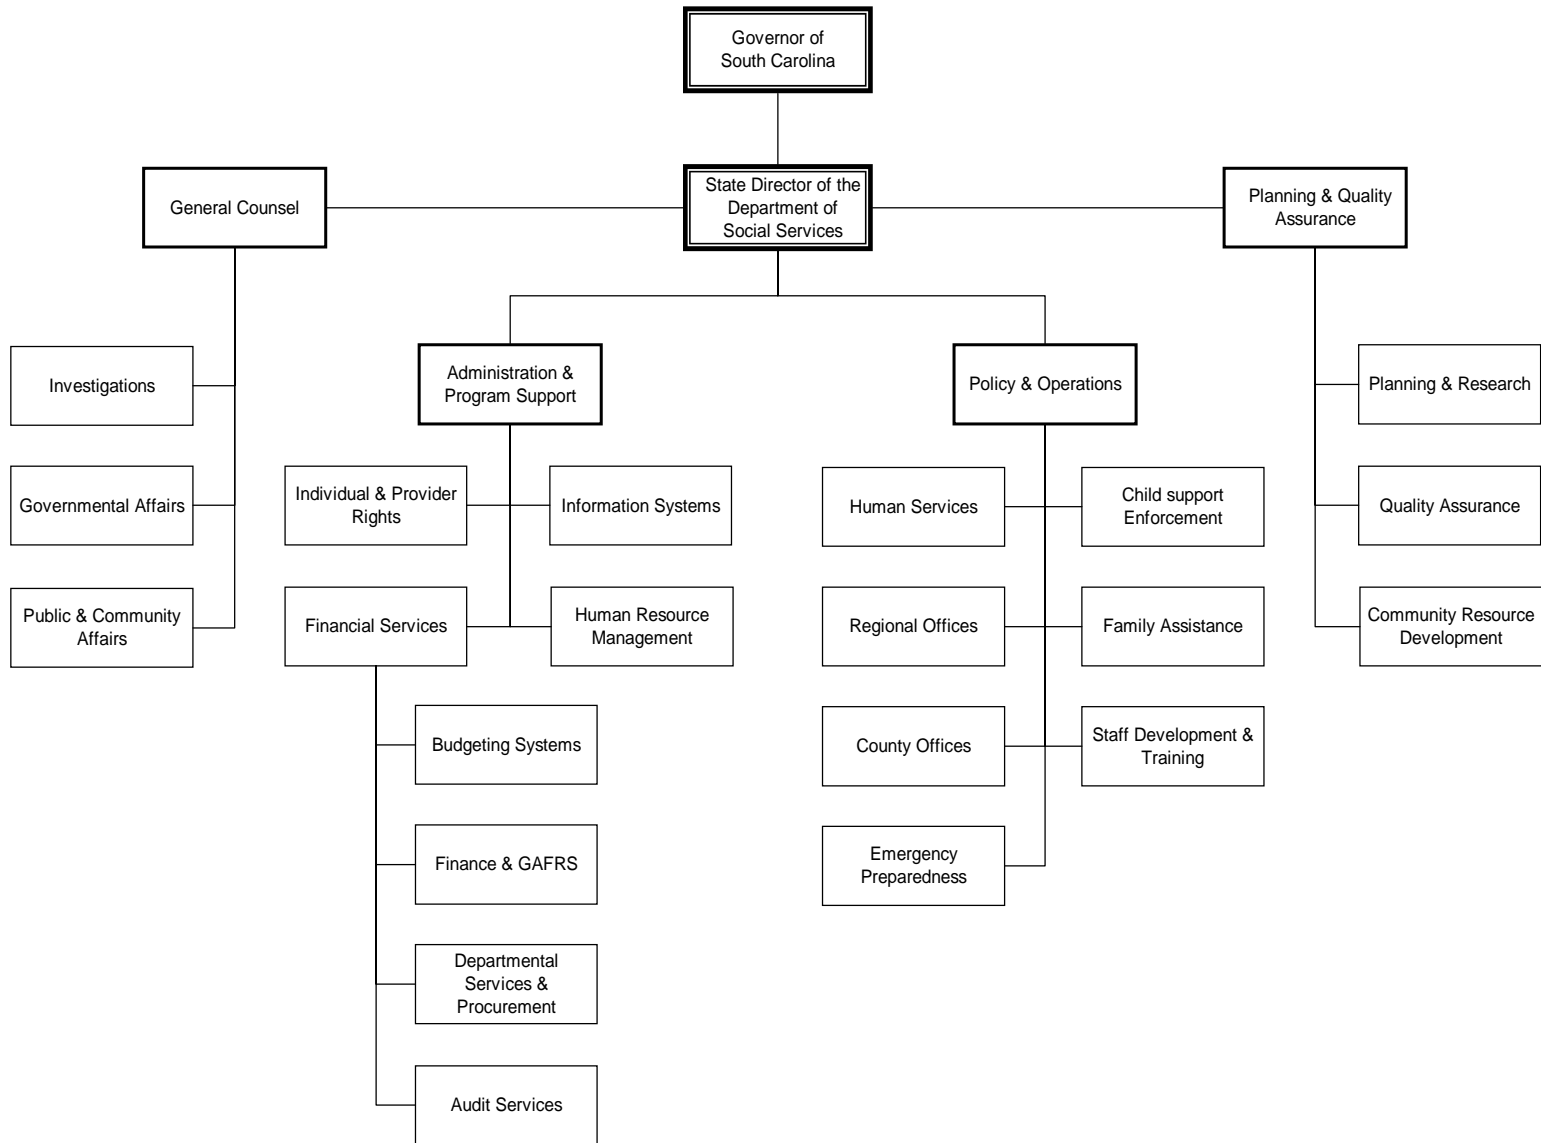 Governor of
South Carolina
General Counsel
State Director of the
Department of
Social Services
Planning & Quality
Assurance
Investigations
Administration &
Program Support
Policy & Operations
Planning & Research
Governmental Affairs
Individual & Provider
Rights
Information Systems
Human Services
Child support
Enforcement
Quality Assurance
Public & Community
Affairs
Financial Services
Human Resource
Management
Regional Offices
Family Assistance
Community Resource
Development
Budgeting Systems
County Offices
Staff Development &
Training
Finance & GAFRS
Emergency
Preparedness
Departmental
Services &
Procurement
Audit Services